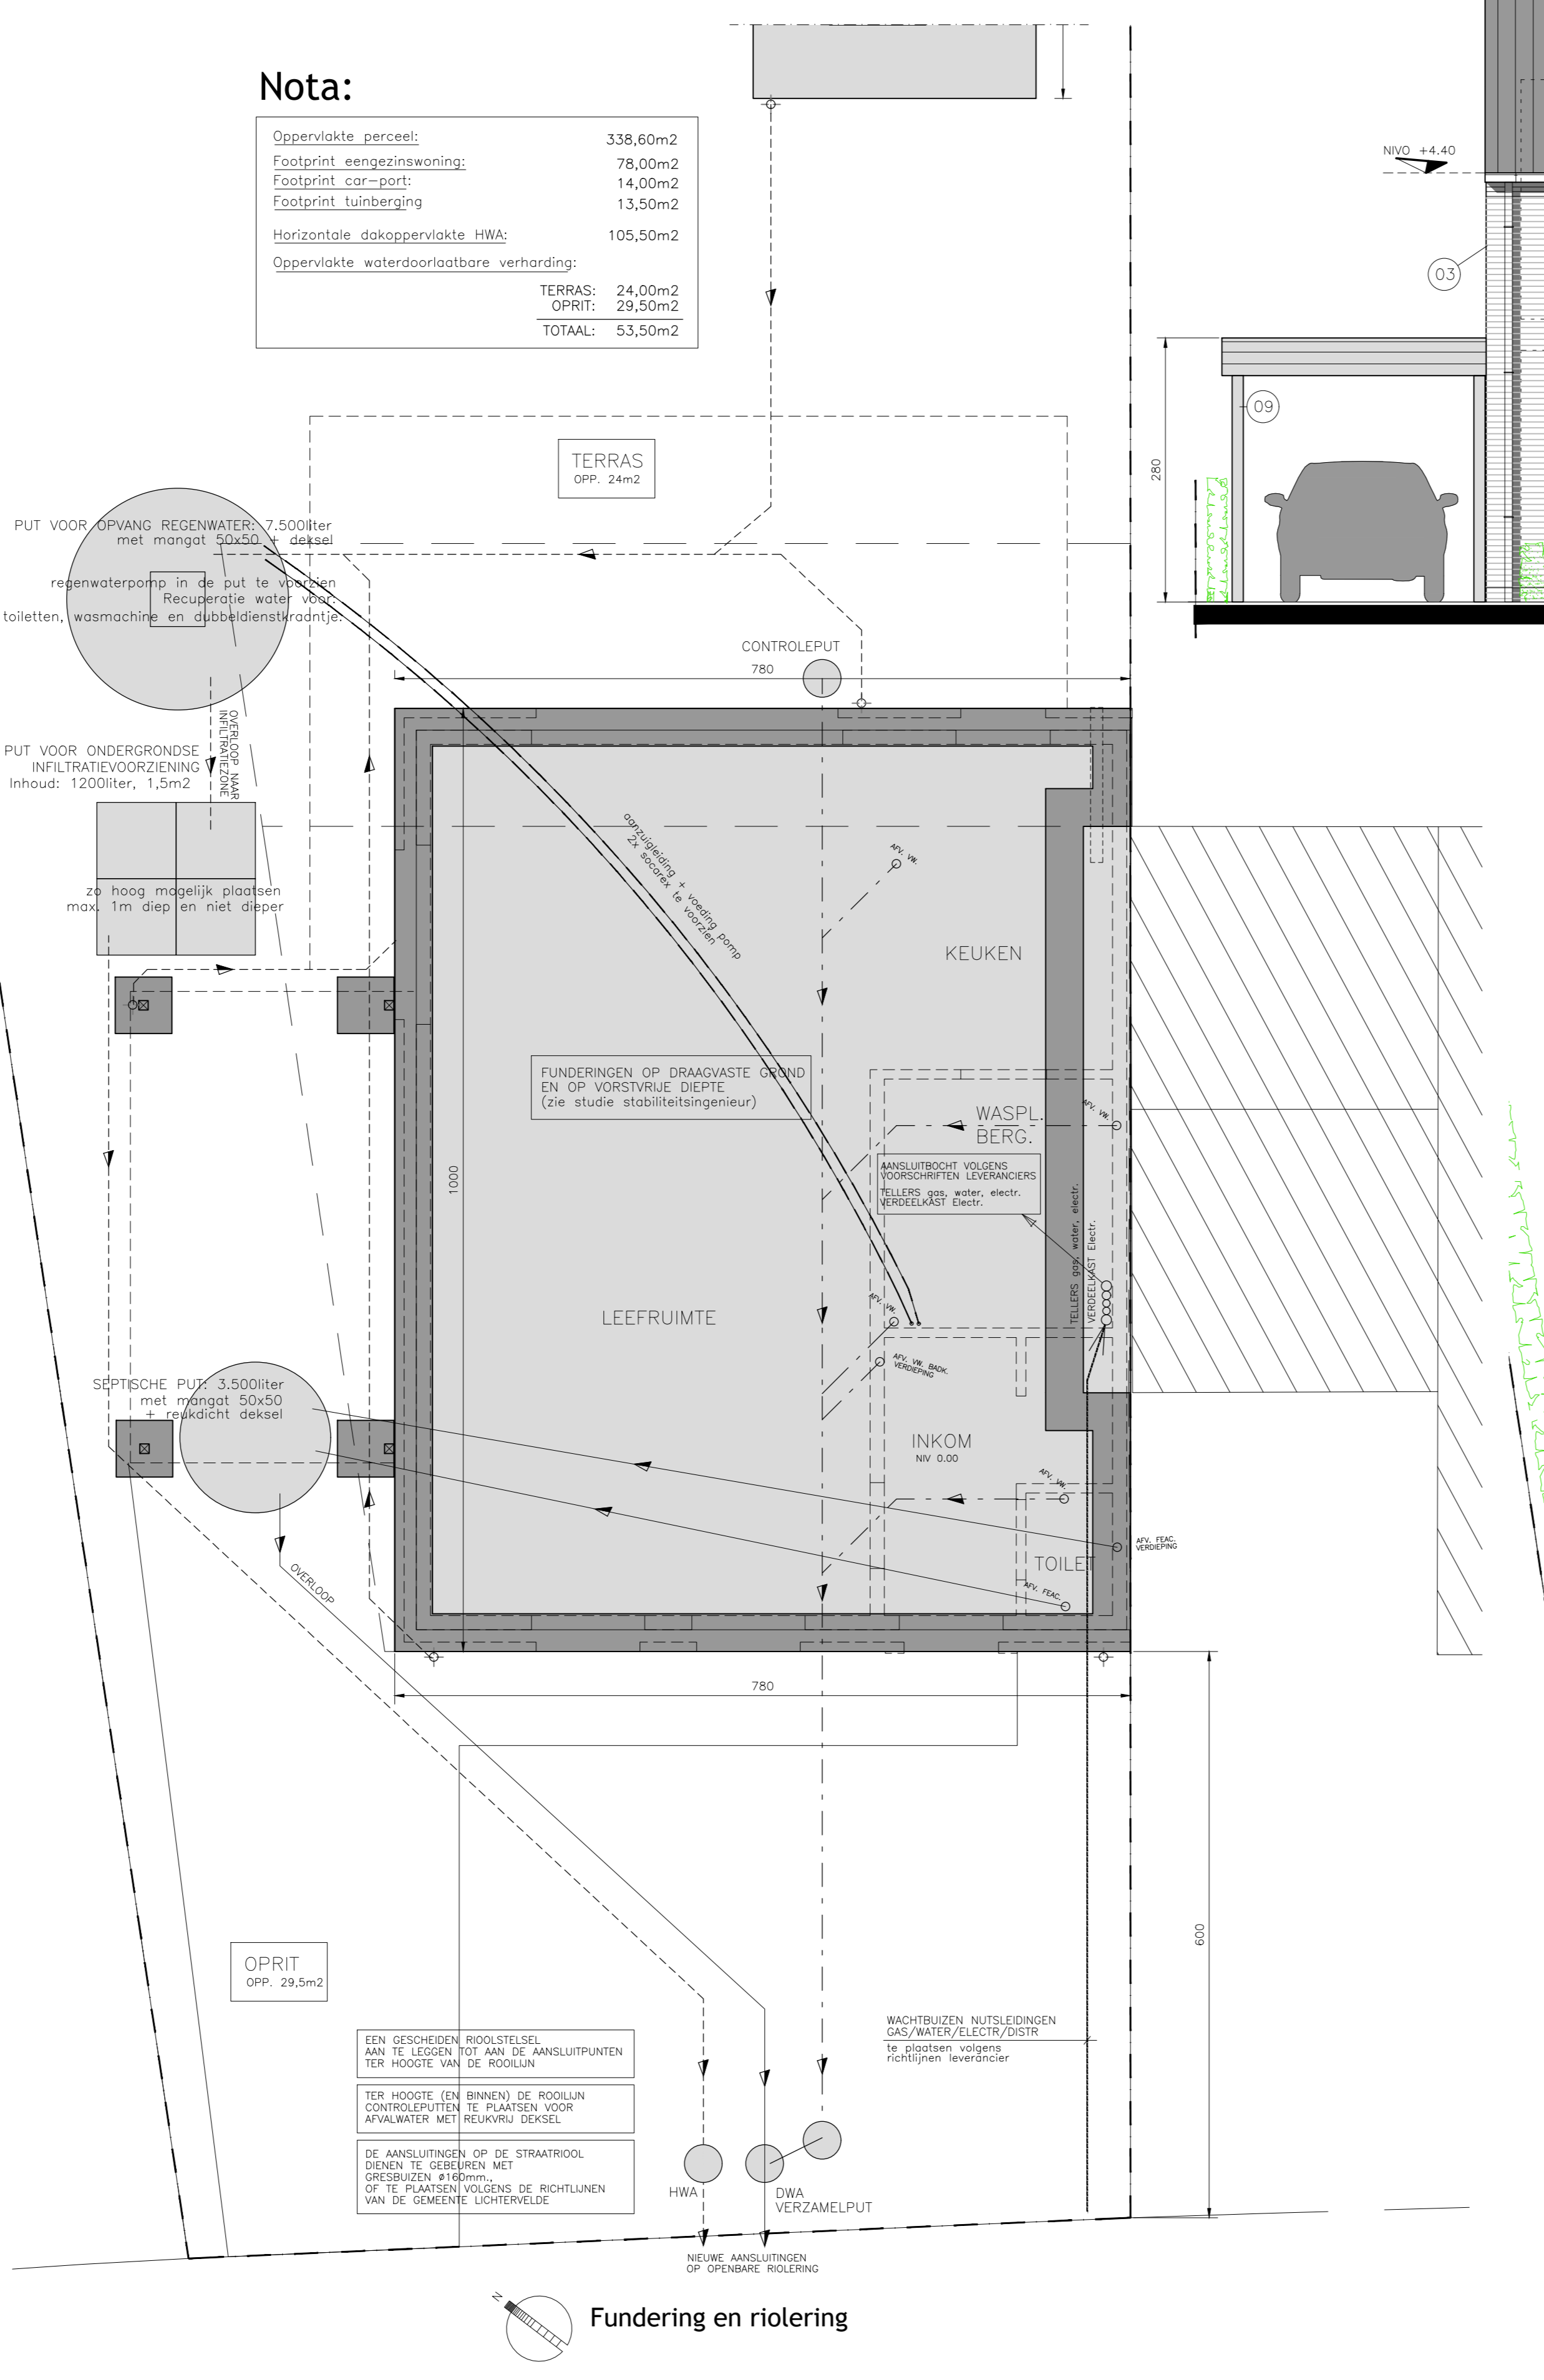 Nota:
Oppervlakte perceel: 338,60m2
Footprint eengezinswoning: 78,00m2
Footprint car-port: 14,00m2
Footprint tuinberging 13,50m2
Horizontale dakoppervlakte HWA: 105,50m2
Oppervlakte waterdoorlaatbare verharding:
TERRAS: 24,00m2
OPRIT: 29,50m2
TOTAAL: 53,50m2
NIVO +4.40
03
09
280
TERRAS
OPP. 24m2
PUT VOOR OPVANG REGENWATER: 7.500liter
met mangat 50x50 + deksel
regenwaterpomp in de put te voorzien
Recuperatie water voor:
toiletten, wasmachine en dubbeldienstkraantje.
CONTROLEPUT
780
OVERLOOP NAAR
INFILTRATIEZONE
PUT VOOR ONDERGRONDSE
INFILTRATIEVOORZIENING
Inhoud: 1200liter, 1,5m2
zo hoog mogelijk plaatsen
max. 1m diep en niet dieper
aanzuigleiding + voeding pomp
2x socarex te voorzien
AFV. VW.
KEUKEN
FUNDERINGEN OP DRAAGVASTE GROND
EN OP VORSTVRIJE DIEPTE
(zie studie stabiliteitsingenieur)
WASPL.
BERG.
AFV. VW.
1000
AANSLUITBOCHT VOLGENS
VOORSCHRIFTEN LEVERANCIERS
TELLERS gas, water, electr.
VERDEELKAST Electr.
TELLERS gas, water, electr.
VERDEELKAST Electr.
LEEFRUIMTE
AFV. VW.
AFV. VW. BADK.
VERDIEPING
SEPTISCHE PUT: 3.500liter
met mangat 50x50
+ reukdicht deksel
INKOM
NIV 0.00
AFV. VW.
AFV. FEAC.
VERDIEPING
TOILET
AFV. FEAC.
OVERLOOP
780
600
OPRIT
OPP. 29,5m2
WACHTBUIZEN NUTSLEIDINGEN
GAS/WATER/ELECTR/DISTR
te plaatsen volgens
richtlijnen leverancier
EEN GESCHEIDEN RIOOLSTELSEL
AAN TE LEGGEN TOT AAN DE AANSLUITPUNTEN
TER HOOGTE VAN DE ROOILIJN
TER HOOGTE (EN BINNEN) DE ROOILIJN
CONTROLEPUTTEN TE PLAATSEN VOOR
AFVALWATER MET REUKVRIJ DEKSEL
DE AANSLUITINGEN OP DE STRAATRIOOL
DIENEN TE GEBEUREN MET
GRESBUIZEN ø160mm.,
OF TE PLAATSEN VOLGENS DE RICHTLIJNEN
VAN DE GEMEENTE LICHTERVELDE
HWA
DWA
VERZAMELPUT
NIEUWE AANSLUITINGEN
OP OPENBARE RIOLERING
N
Fundering en riolering